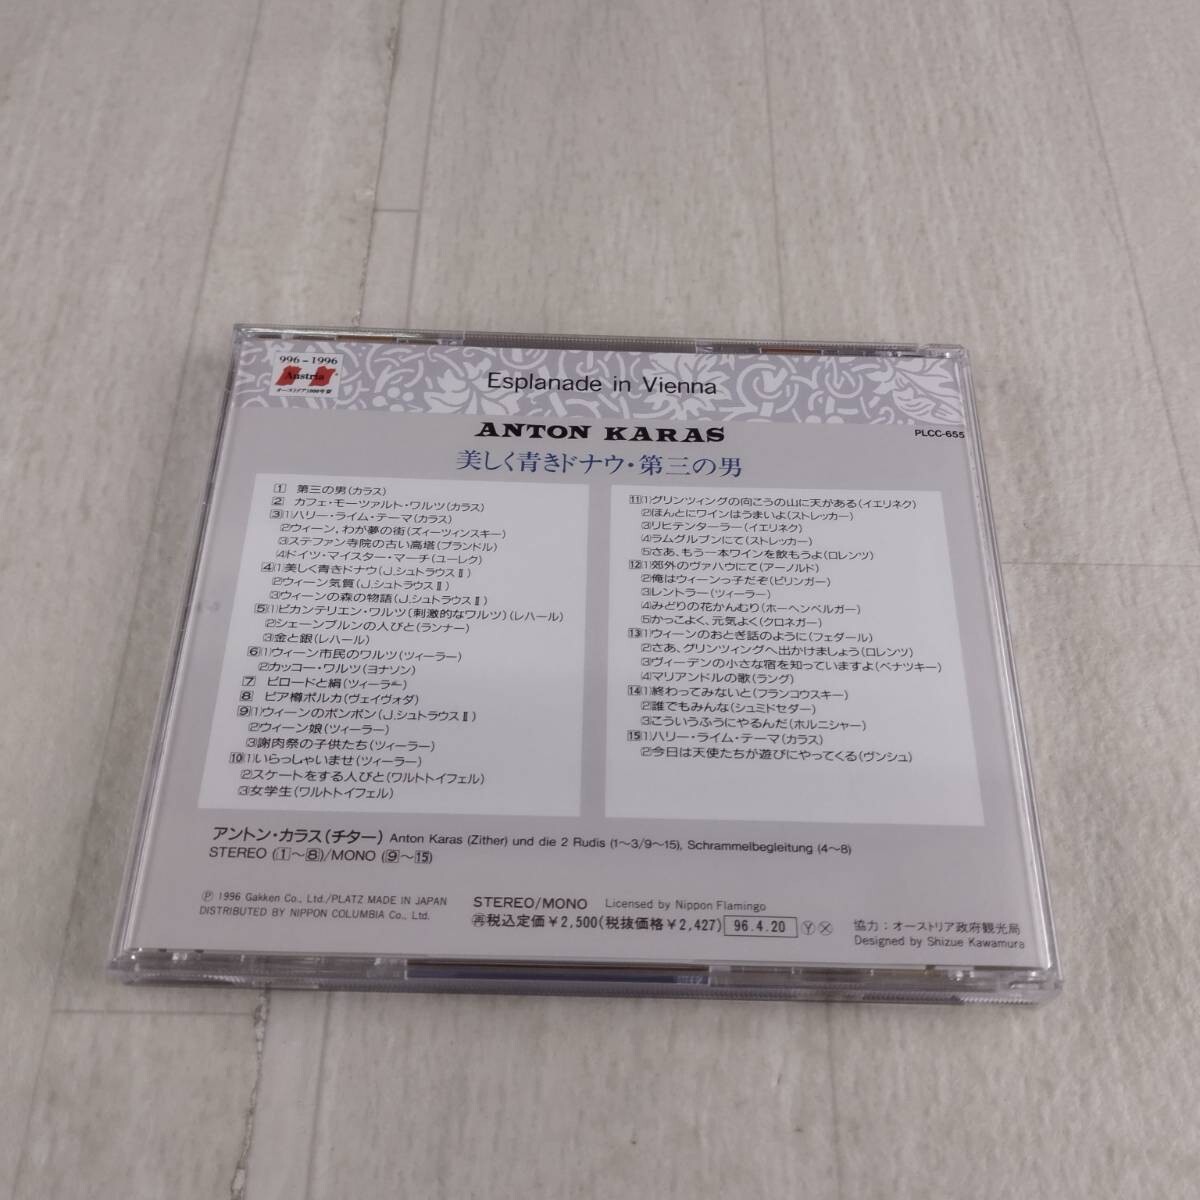 996-1996
Austria
オーストリア1000年祭
Esplanade in Vienna
ANTON KARAS
PLCC-655
美しく青きドナウ・第三の男
1 第三の男(カラス)
2 カフェ・モーツァルト・ワルツ(カラス)
3 (1)ハリー・ライム・テーマ(カラス)
(2)ウィーン,わが夢の街(ズィーツィンスキー)
(3)ステファン寺院の古い高塔(プランドル)
(4)ドイツ・マイスター・マーチ(ユーレク)
4 (1)美しく青きドナウ(J.シュトラウスⅡ)
(2)ウィーン気質(J.シュトラウスⅡ)
(3)ウィーンの森の物語(J.シュトラウスⅡ)
5 (1)ピカンテリエン・ワルツ〔刺激的なワルツ〕(レハール)
(2)シェーンブルンの人びと(ランナー)
(3)金と銀(レハール)
6 (1)ウィーン市民のワルツ(ツィーラー)
(2)カッコー・ワルツ(ヨナソン)
7 ビロードと絹(ツィーラー)
8 ビア樽ポルカ(ヴェイヴォダ)
9 (1)ウィーンのボンボン(J.シュトラウスⅡ)
(2)ウィーン娘(ツィーラー)
(3)謝肉祭の子供たち(ツィーラー)
10 (1)いらっしゃいませ(ツィーラー)
(2)スケートをする人びと(ワルトトイフェル)
(3)女学生(ワルトトイフェル)
11 (1)グリンツィングの向こうの山に天がある(イエリネク)
(2)ほんとにワインはうまいよ(ストレッカー)
(3)リヒテンターラー(イエリネク)
(4)ラムグルブンにて(ストレッカー)
(5)さあ、もう一本ワインを飲もうよ(ロレンツ)
12 (1)郊外のヴァハウにて(アーノルド)
(2)俺はウィーンっ子だぞ(ピリンガー)
(3)レントラー(ツィーラー)
(4)みどりの花かんむり(ホーヘンベルガー)
(5)かっこよく、元気よく(クロネガー)
13 (1)ウィーンのおとぎ話のように(フェダール)
(2)さあ、グリンツィングへ出かけましょう(ロレンツ)
(3)ヴィーデンの小さな宿を知っていますよ(ベナツキー)
(4)マリアンドルの歌(ラング)
14 (1)終わってみないと(フランコウスキー)
(2)誰でもみんな(シュミドセダー)
(3)こういうふうにやるんだ(ホルニシャー)
15 (1)ハリー・ライム・テーマ(カラス)
(2)今日は天使たちが遊びにやってくる(ヴンシュ)
アントン・カラス(チター) Anton Karas (Zither) und die 2 Rudis (1〜3/9〜15), Schrammelbegleitung (4〜8)
STEREO (1〜8)/MONO (9〜15)
℗ 1996 Gakken Co., Ltd./PLATZ MADE IN JAPAN
DISTRIBUTED BY NIPPON COLUMBIA Co., Ltd.
STEREO/MONO Licensed by Nippon Flamingo
再税込定価¥2,500(税抜価格¥2,427) 96.4.20 Ⓨ Ⓧ
協力:オーストリア政府観光局
Designed by Shizue Kawamura